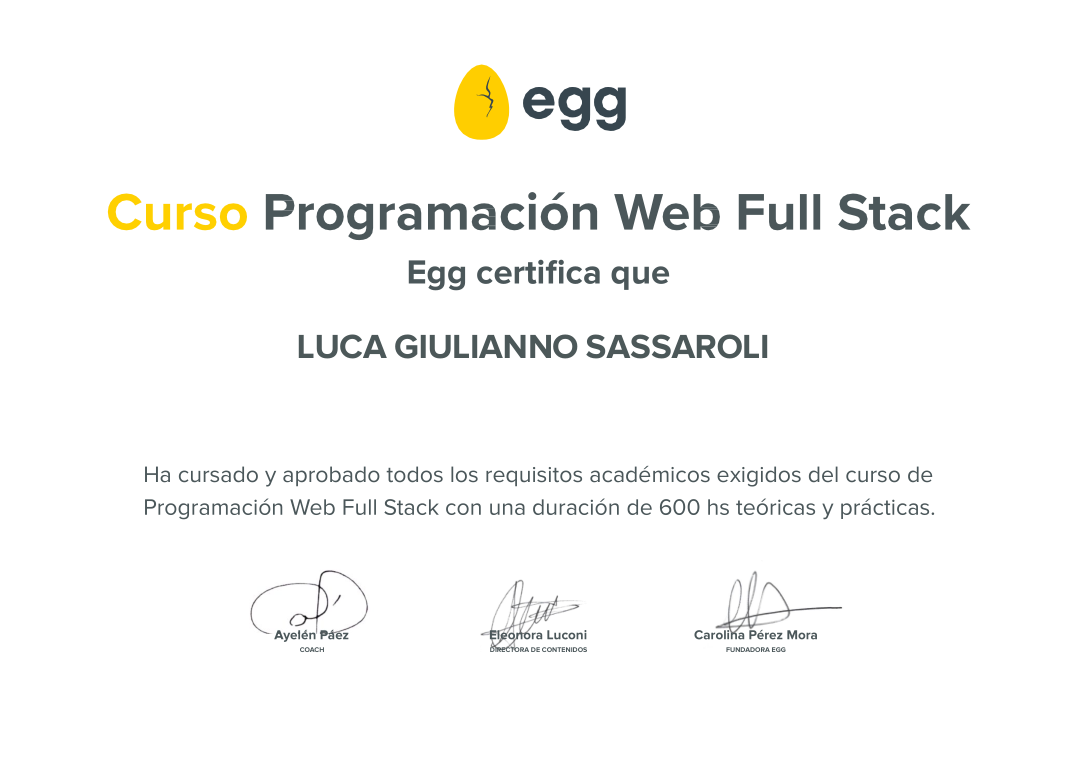 egg
Curso Programación Web Full Stack
Egg certifica que
LUCA GIULIANNO SASSAROLI
Ha cursado y aprobado todos los requisitos académicos exigidos del curso de
Programación Web Full Stack con una duración de 600 hs teóricas y prácticas.
Ayelén Páez Eleonora Luconi Carolina Pérez Mora
COACH DIRECTORA DE CONTENIDOS FUNDADORA EGG